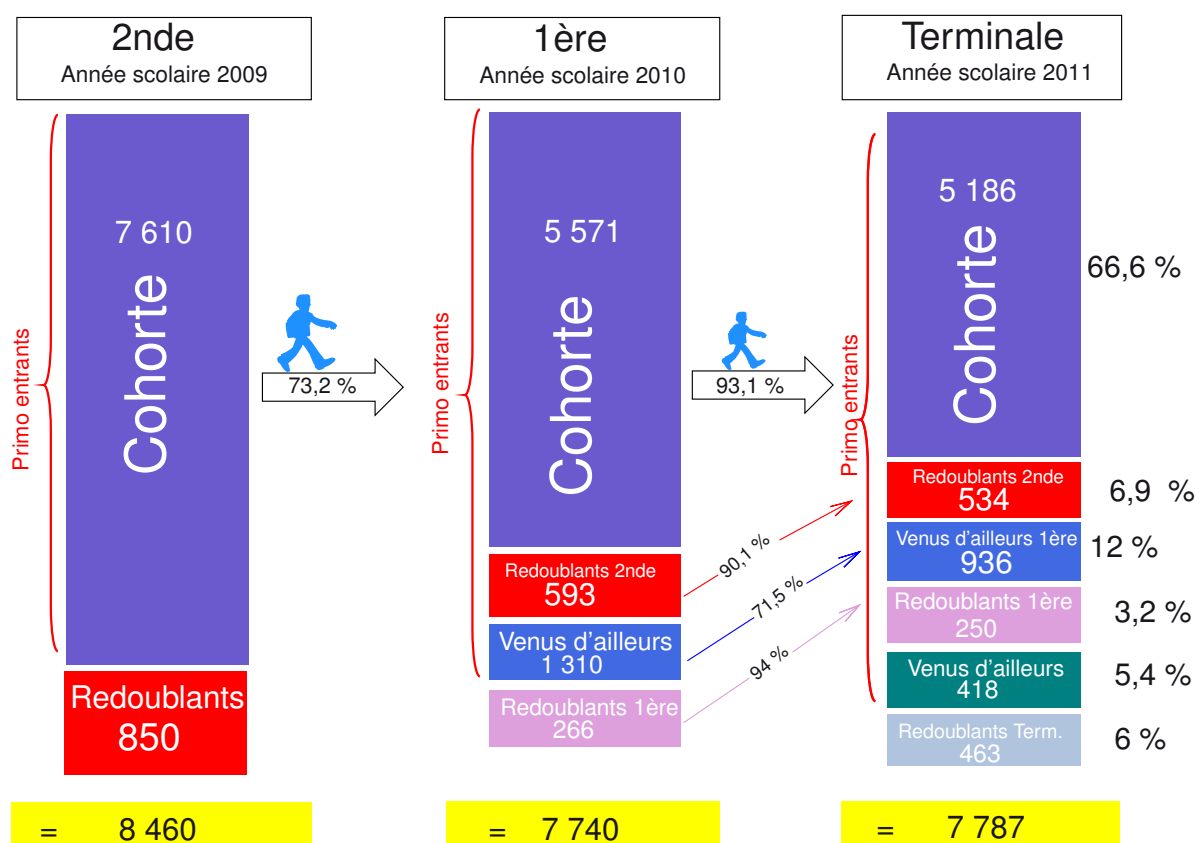 2nde
Année scolaire 2009
Primo entrants
7 610
Cohorte
Redoublants
850
= 8 460
73,2 %
1ère
Année scolaire 2010
Primo entrants
5 571
Cohorte
Redoublants 2nde
593
Venus d'ailleurs
1 310
Redoublants 1ère
266
= 7 740
93,1 %
90,1 %
71,5 %
94 %
Terminale
Année scolaire 2011
Primo entrants
5 186
Cohorte
66,6 %
Redoublants 2nde
534
6,9 %
Venus d'ailleurs 1ère
936
12 %
Redoublants 1ère
250
3,2 %
Venus d'ailleurs
418
5,4 %
Redoublants Term.
463
6 %
= 7 787